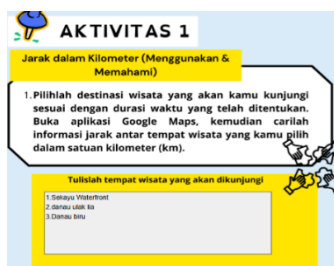 AKTIVITAS 1
Jarak dalam Kilometer (Menggunakan &
Memahami)
1. Pilihlah destinasi wisata yang akan kamu kunjungi
sesuai dengan durasi waktu yang telah ditentukan.
Buka aplikasi Google Maps, kemudian carilah
informasi jarak antar tempat wisata yang kamu pilih
dalam satuan kilometer (km).
Tulislah tempat wisata yang akan dikunjungi
1.Sekayu Waterfront
2.danau ulak lia
3.Danau biru